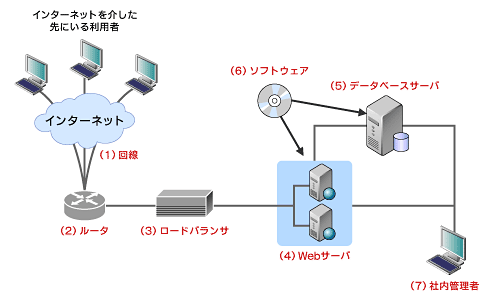 インターネットを介した
先にいる利用者
(6) ソフトウェア
(5) データベースサーバ
インターネット
(1) 回線
(2) ルータ
(3) ロードバランサ
(4) Webサーバ
(7) 社内管理者